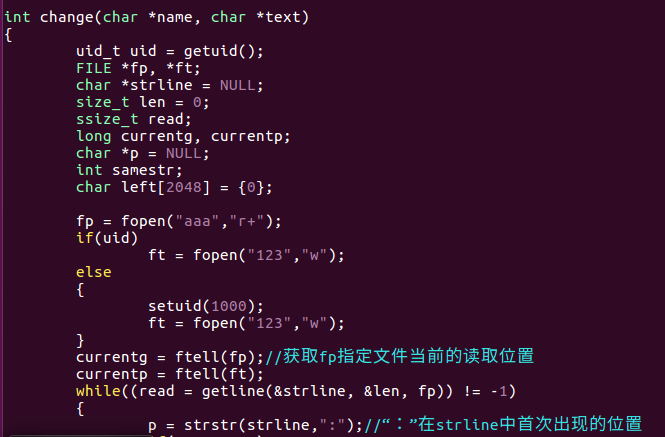 int change(char *name, char *text)
{
        uid_t uid = getuid();
        FILE *fp, *ft;
        char *strline = NULL;
        size_t len = 0;
        ssize_t read;
        long currentg, currentp;
        char *p = NULL;
        int samestr;
        char left[2048] = {0};

        fp = fopen("aaa","r+");
        if(uid)
                ft = fopen("123","w");
        else
        {
                setuid(1000);
                ft = fopen("123","w");
        }
        currentg = ftell(fp);//获取fp指定文件当前的读取位置
        currentp = ftell(ft);
        while((read = getline(&strline, &len, fp)) != -1)
        {
                p = strstr(strline,":");//“：”在strline中首次出现的位置